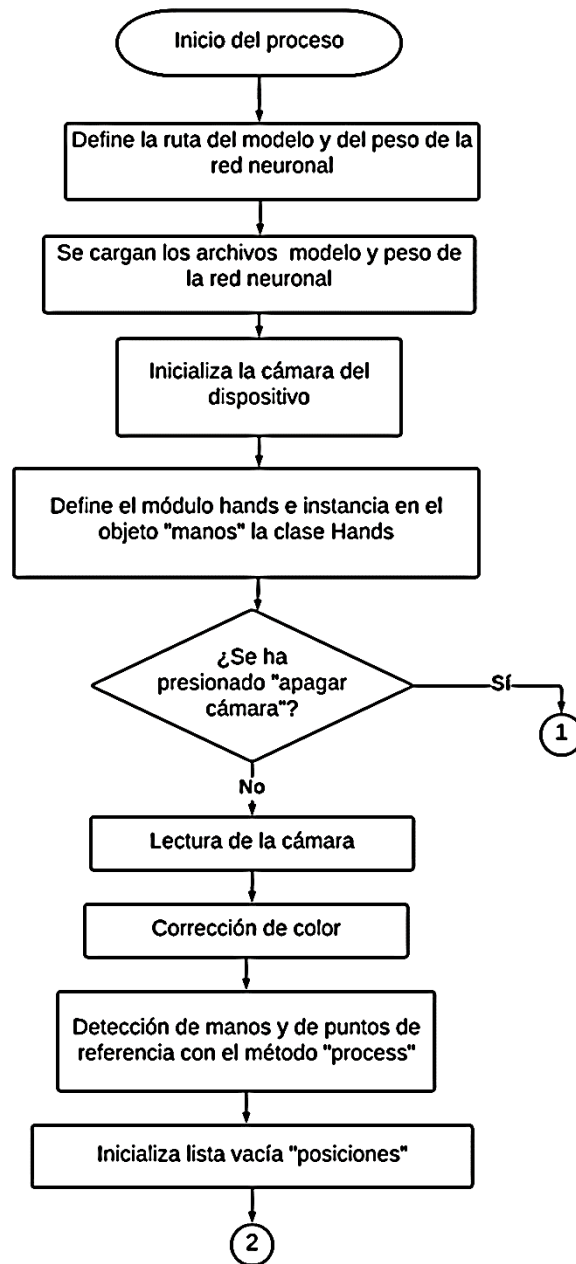 Inicio del proceso
Define la ruta del modelo y del peso de la
red neuronal
Se cargan los archivos modelo y peso de
la red neuronal
Inicializa la cámara del
dispositivo
Define el módulo hands e instancia en el
objeto "manos" la clase Hands
¿Se ha
presionado "apagar
cámara"?
Sí
1
No
Lectura de la cámara
Corrección de color
Detección de manos y de puntos de
referencia con el método "process"
Inicializa lista vacía "posiciones"
2